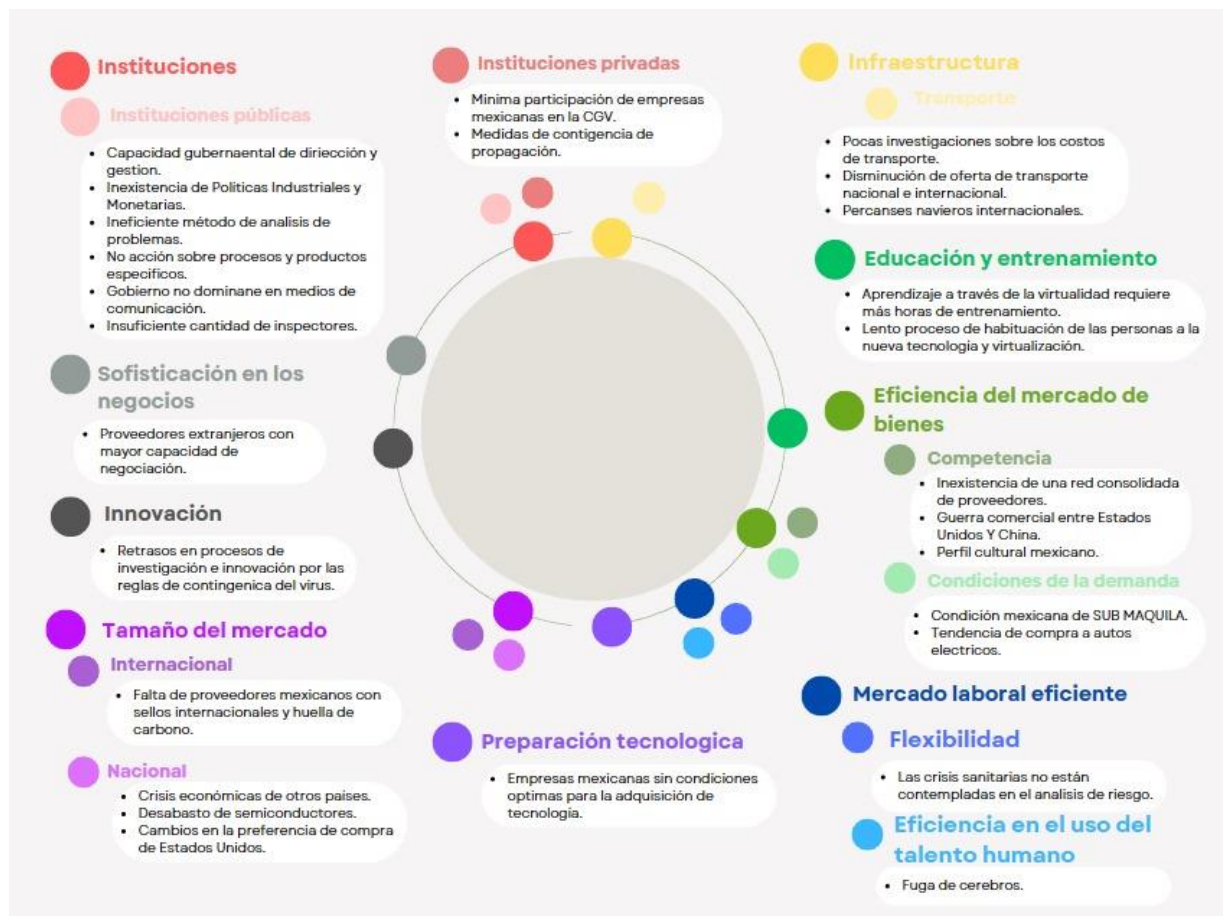 Instituciones
Instituciones públicas
• Capacidad gubernaental de diriección y
gestion.
• Inexistencia de Políticas Industriales y
Monetarias.
• Ineficiente método de analisis de
problemas.
• No acción sobre procesos y productos
especificos.
• Gobierno no dominane en medios de
comunicación.
• Insuficiente cantidad de inspectores.
Sofisticación en los
negocios
• Proveedores extranjeros con
mayor capacidad de
negociación.
Innovación
• Retrasos en procesos de
investigación e innovación por las
reglas de contingenica del virus.
Tamaño del mercado
Internacional
• Falta de proveedores mexicanos con
sellos internacionales y huella de
carbono.
Nacional
• Crisis económicas de otros países.
• Desabasto de semiconductores.
• Cambios en la preferencia de compra
de Estados Unidos.
Instituciones privadas
• Minima participación de empresas
mexicanas en la CGV.
• Medidas de contigencia de
propagación.
Preparación tecnologica
• Empresas mexicanas sin condiciones
optimas para la adquisición de
tecnología.
Infraestructura
Transporte
• Pocas investigaciones sobre los costos
de transporte.
• Disminución de oferta de transporte
nacional e internacional.
• Percanses navieros internacionales.
Educación y entrenamiento
• Aprendizaje a través de la virtualidad requiere
más horas de entrenamiento.
• Lento proceso de habituación de las personas a la
nueva tecnología y virtualización.
Eficiencia del mercado de
bienes
Competencia
• Inexistencia de una red consolidada
de proveedores.
• Guerra comercial entre Estados
Unidos Y China.
• Perfil cultural mexicano.
Condiciones de la demanda
• Condición mexicana de SUB MAQUILA.
• Tendencia de compra a autos
electricos.
Mercado laboral eficiente
Flexibilidad
• Las crisis sanitarias no están
contempladas en el analisis de riesgo.
Eficiencia en el uso del
talento humano
• Fuga de cerebros.